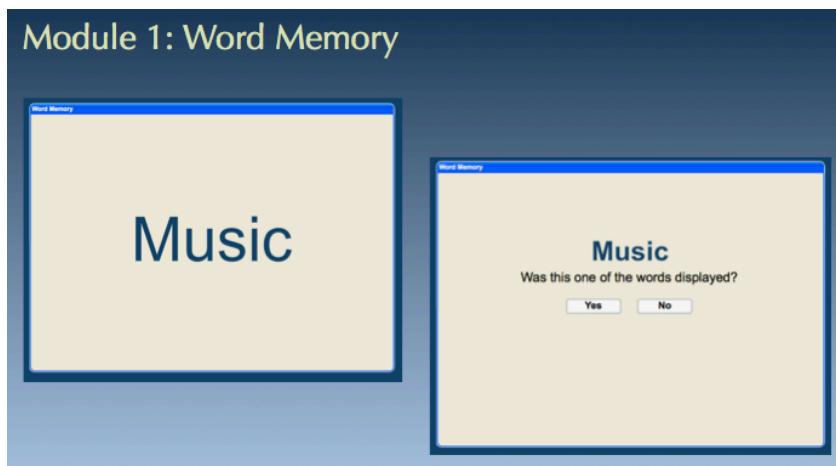 Module 1: Word Memory
Word Memory
Music
Word Memory
Music
Was this one of the words displayed?
Yes No